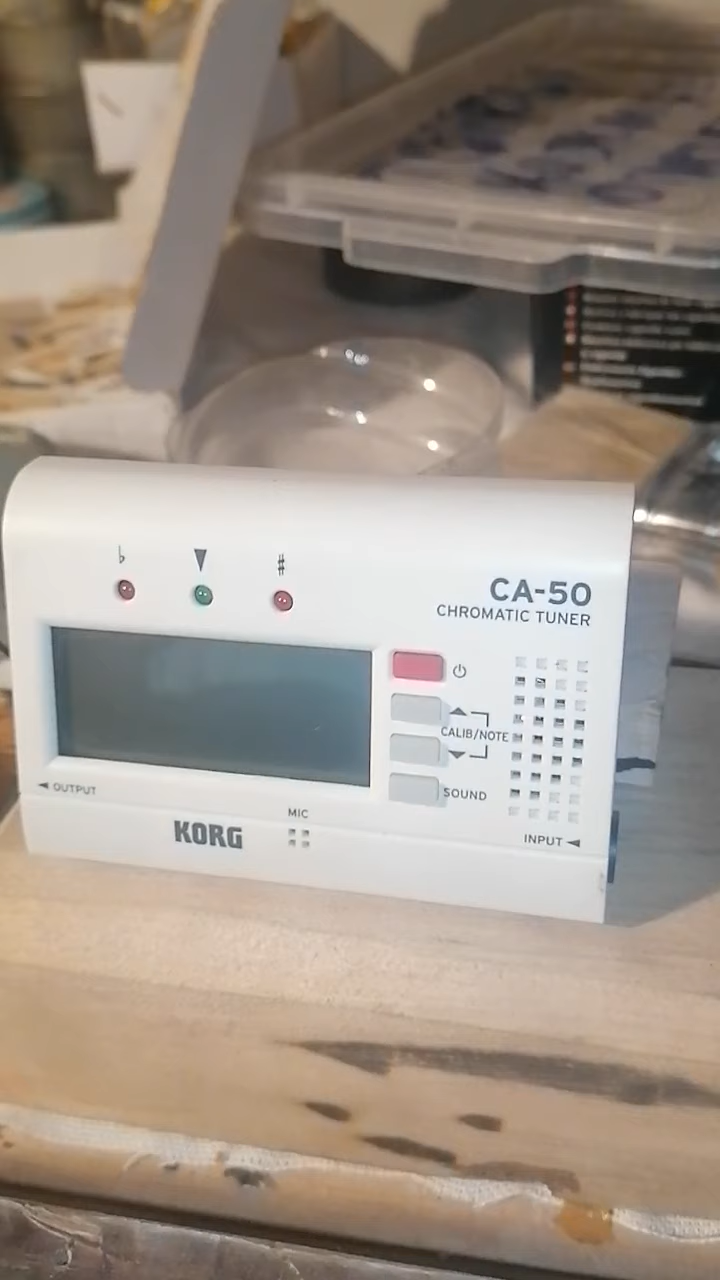 ♭ ▼ ♯
CA-50
CHROMATIC TUNER
CALIB/NOTE
SOUND
◄ OUTPUT
MIC
KORG
INPUT ◄